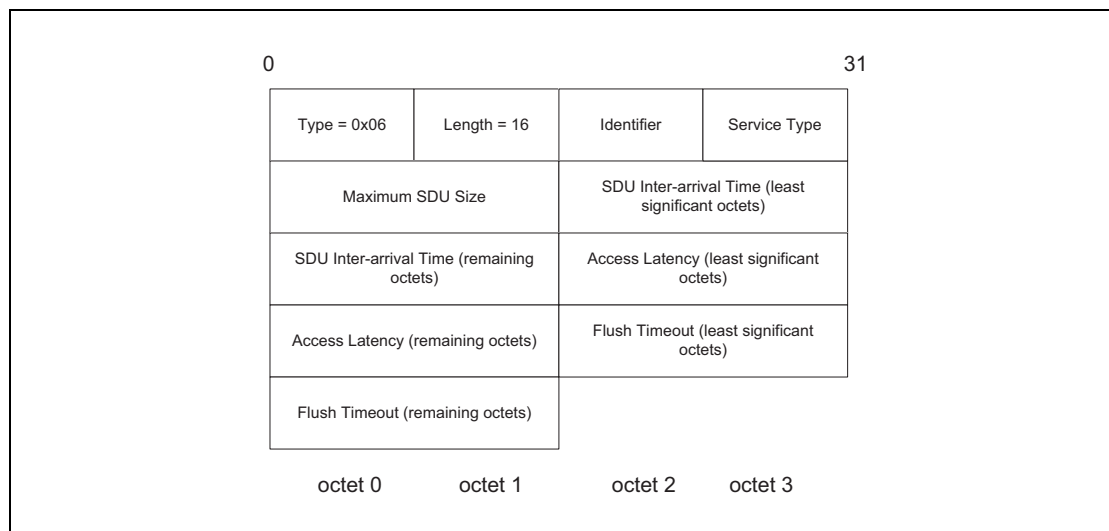 0
31
Type = 0x06
Length = 16
Identifier
Service Type
Maximum SDU Size
SDU Inter-arrival Time (least
significant octets)
SDU Inter-arrival Time (remaining
octets)
Access Latency (least significant
octets)
Access Latency (remaining octets)
Flush Timeout (least significant
octets)
Flush Timeout (remaining octets)
octet 0
octet 1
octet 2
octet 3